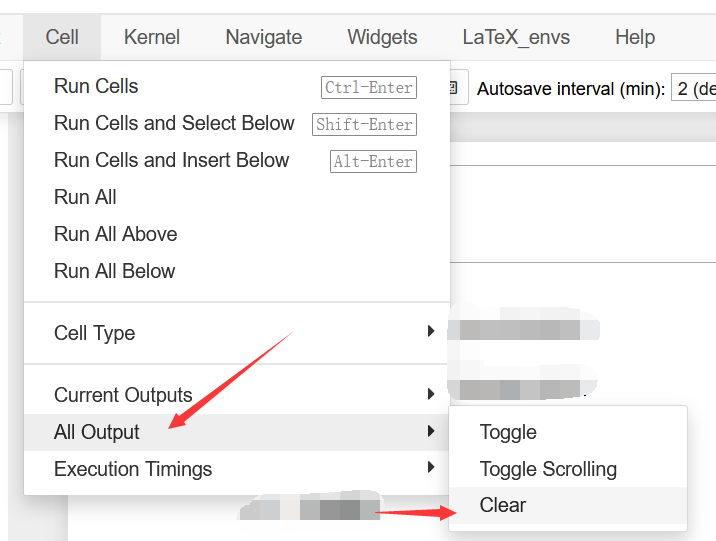 Cell Kernel Navigate Widgets LaTeX_envs Help
Autosave interval (min): 2 (de
Run Cells Ctrl-Enter
Run Cells and Select Below Shift-Enter
Run Cells and Insert Below Alt-Enter
Run All
Run All Above
Run All Below
Cell Type
Current Outputs
All Output
Execution Timings
Toggle
Toggle Scrolling
Clear